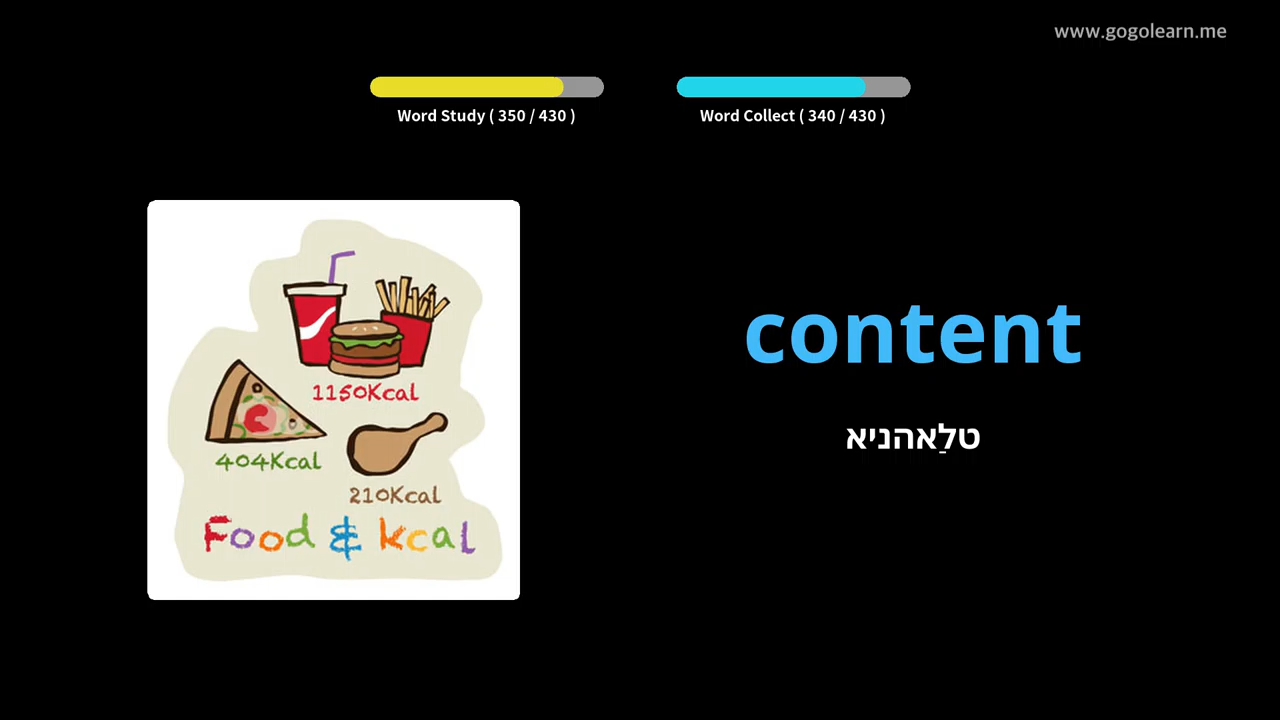 www.gogolearn.me
Word Study ( 350 / 430 )
Word Collect ( 340 / 430 )
1150Kcal
404Kcal
210Kcal
Food & kcal
content
טלַאהניא